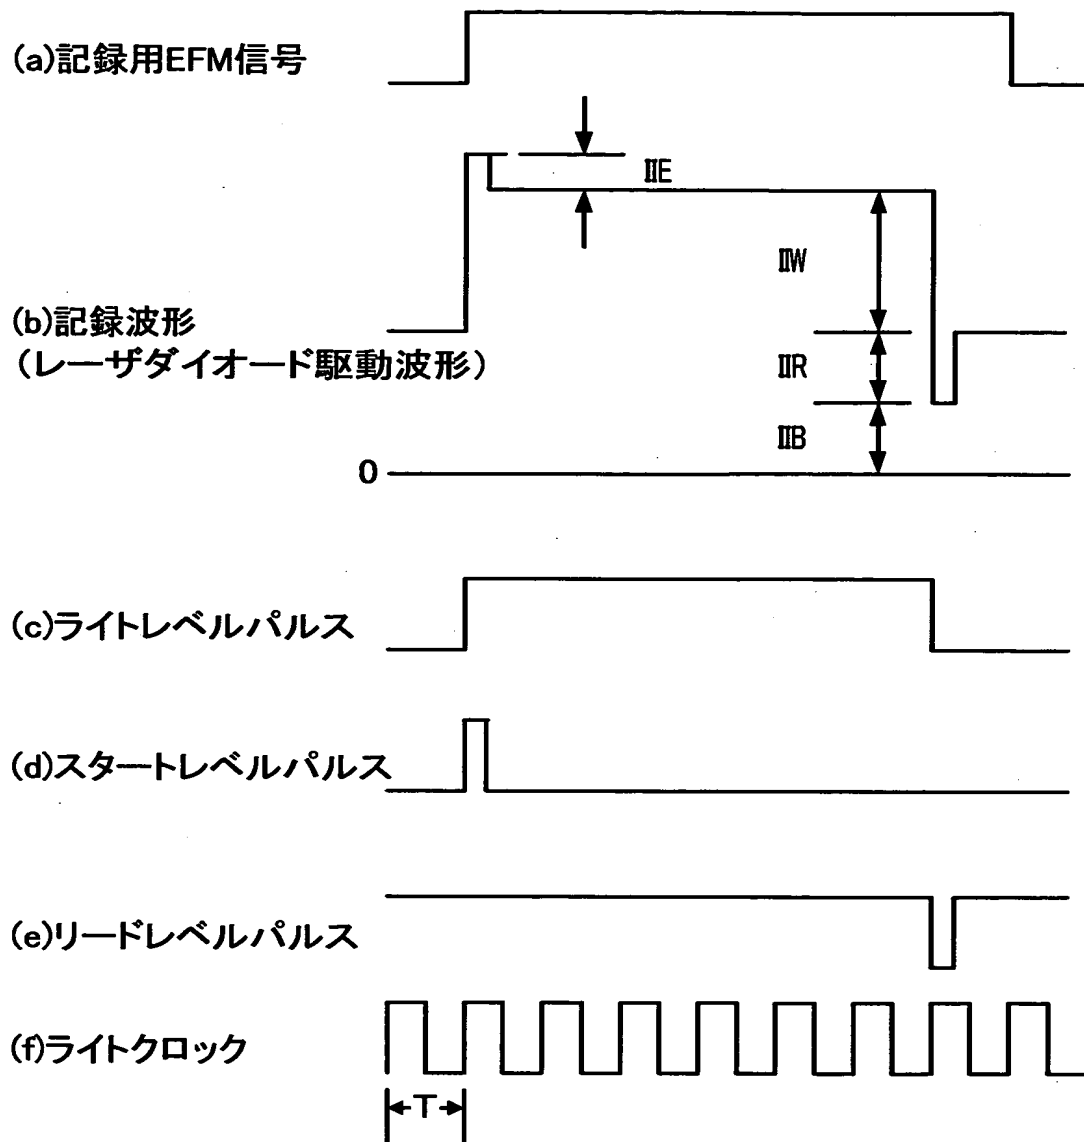 (a)記録用EFM信号
ⅡE
ⅡW
(b)記録波形
(レーザダイオード駆動波形)
ⅡR
ⅡB
0
(c)ライトレベルパルス
(d)スタートレベルパルス
(e)リードレベルパルス
(f)ライトクロック
T